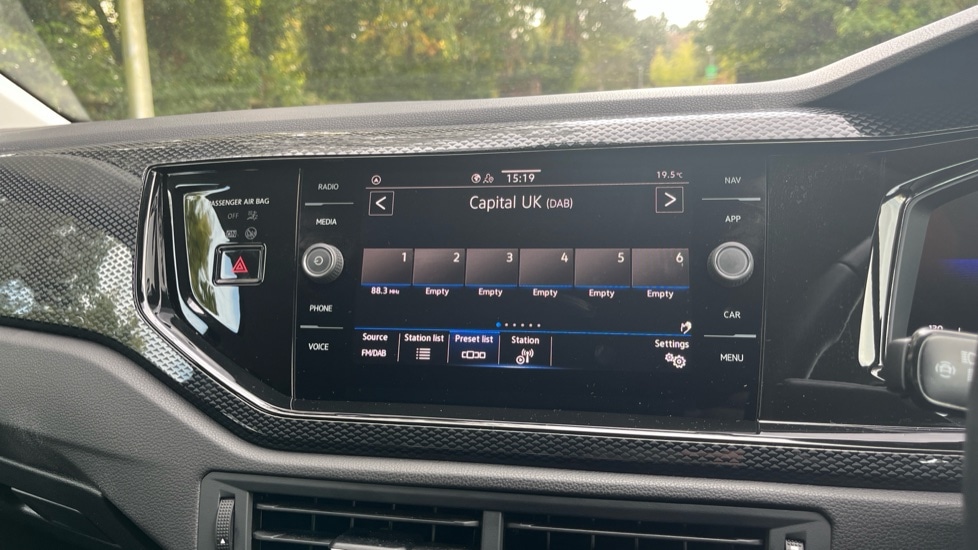 PASSENGER AIR BAG
OFF
RADIO
MEDIA
PHONE
VOICE
15:19
19.5°C
<
Capital UK (DAB)
>
1 2 3 4 5 6
88.3 MHz Empty Empty Empty Empty Empty
Source Station list Preset list Station Settings
FM/DAB
NAV
APP
CAR
MENU